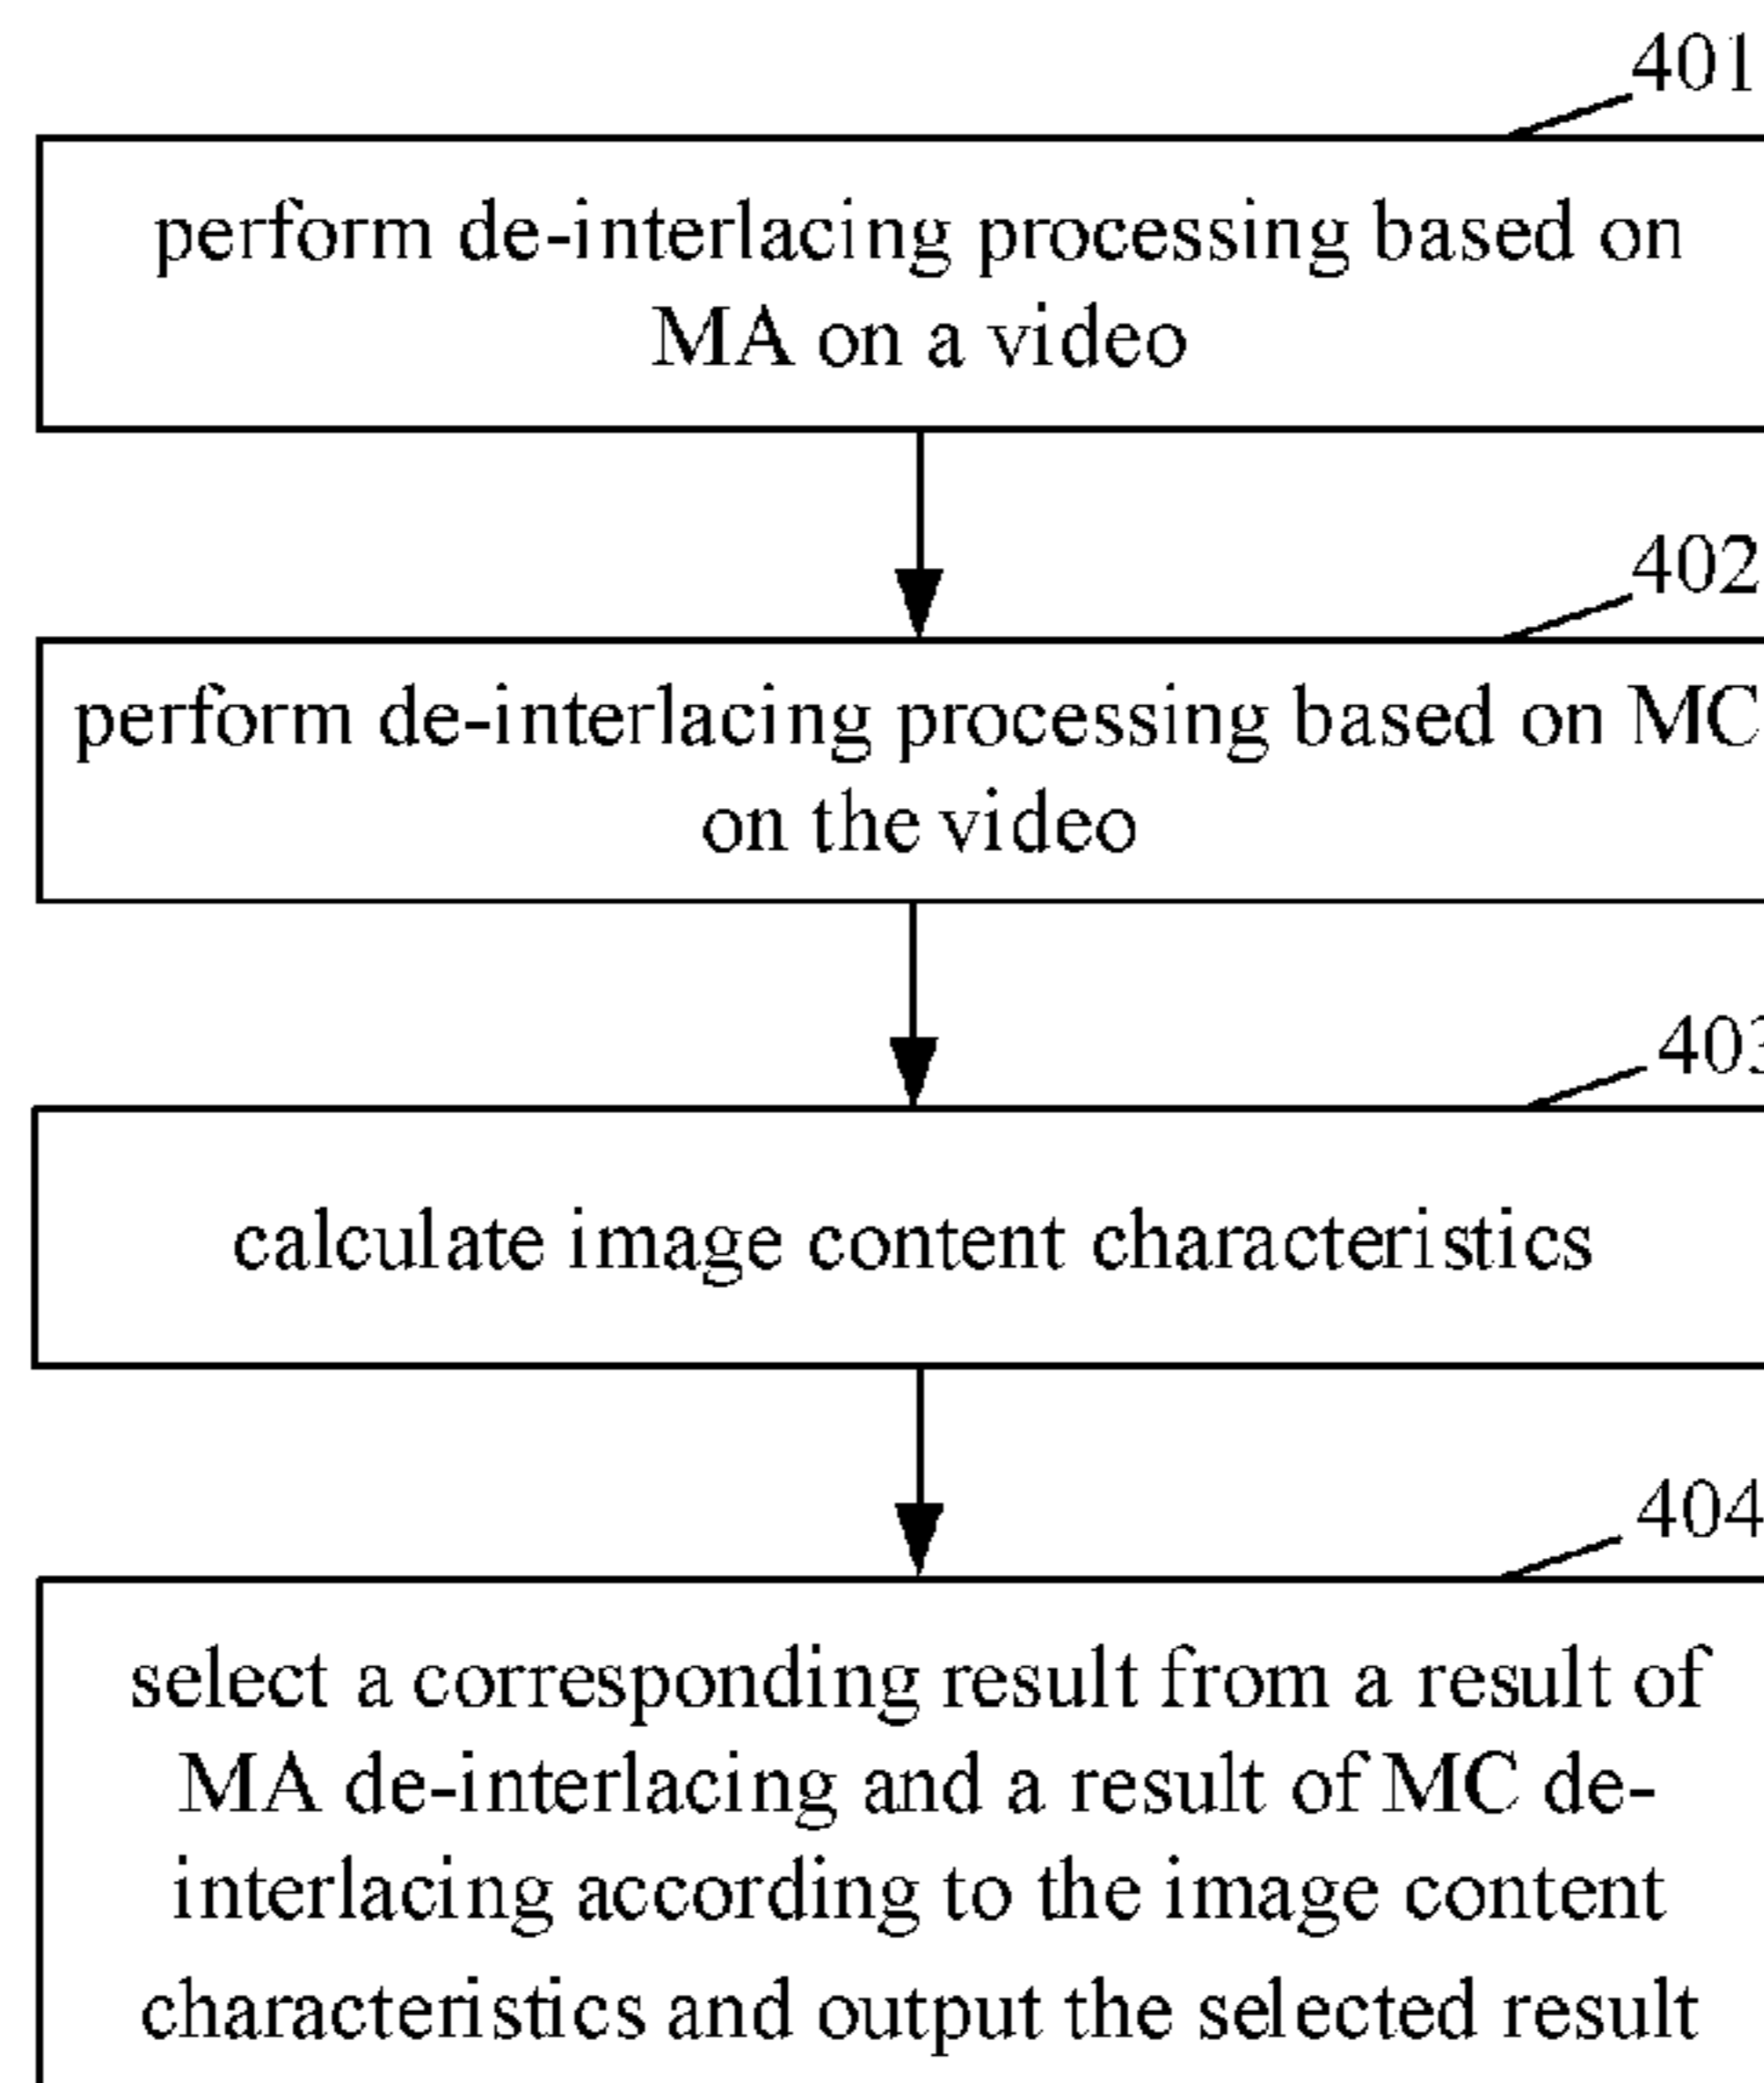 401
perform de-interlacing processing based on
MA on a video
402
perform de-interlacing processing based on MC
on the video
403
calculate image content characteristics
404
select a corresponding result from a result of
MA de-interlacing and a result of MC de-
interlacing according to the image content
characteristics and output the selected result